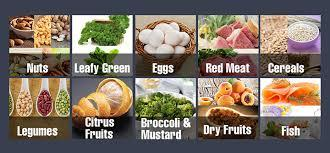 Nuts
Leafy Green
Eggs
Red Meat
Cereals
Legumes
Citrus
Fruits
Broccoli &
Mustard
Dry Fruits
Fish